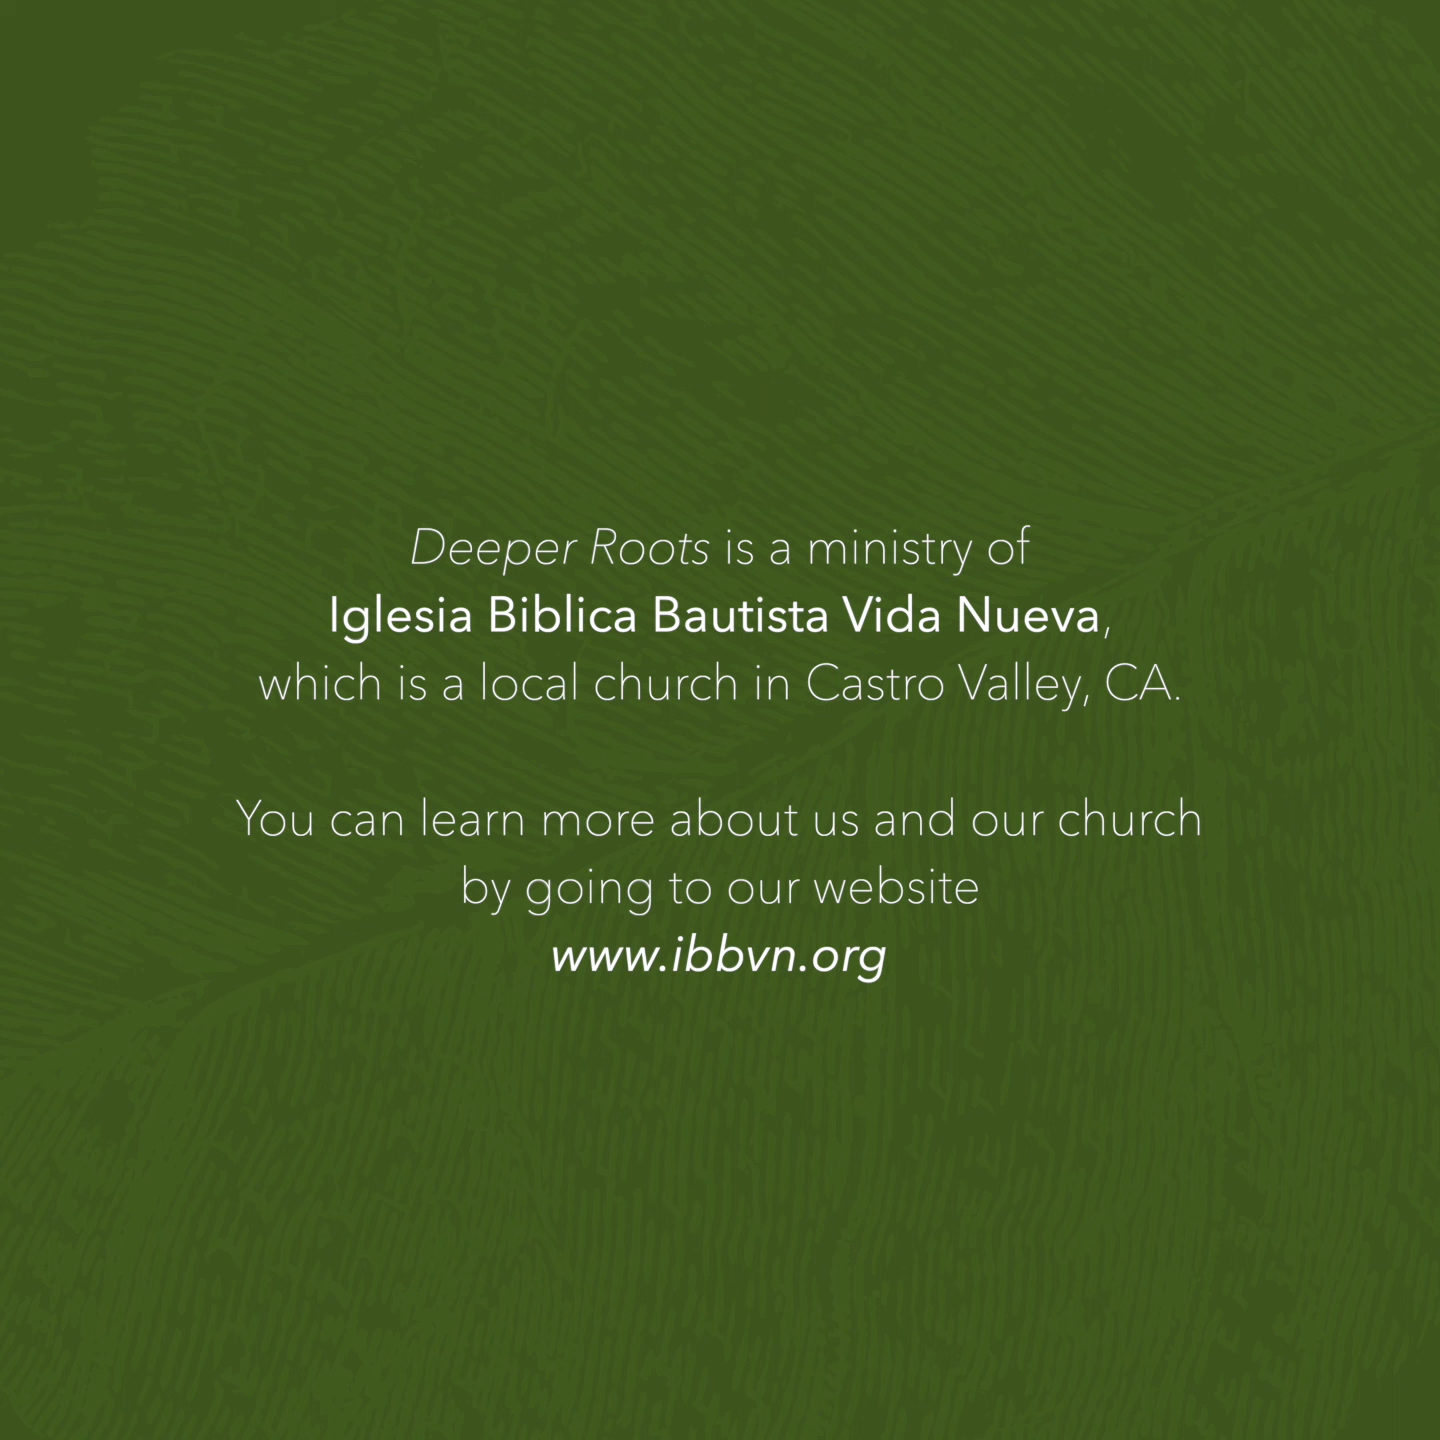 Deeper Roots is a ministry of
Iglesia Biblica Bautista Vida Nueva,
which is a local church in Castro Valley, CA.
You can learn more about us and our church
by going to our website
www.ibbvn.org